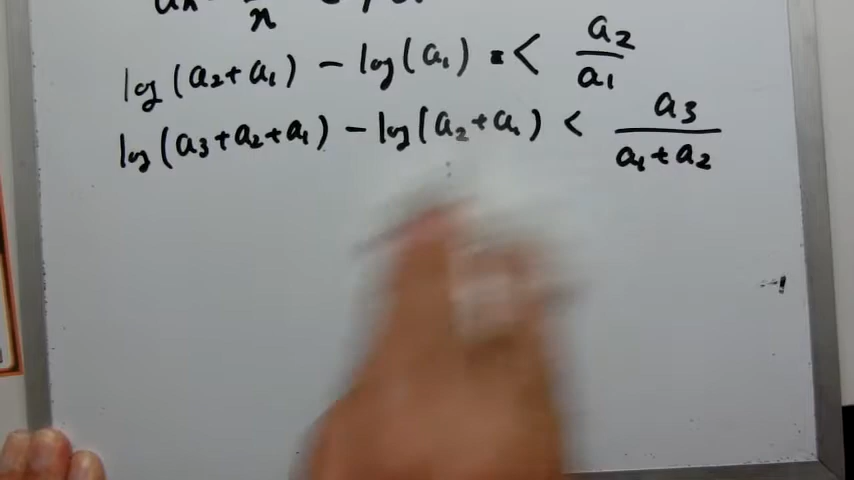 log(a₂+a₁) - log(a₁) < a₂/a₁
log(a₃+a₂+a₁) - log(a₂+a₁) < a₃/(a₁+a₂)